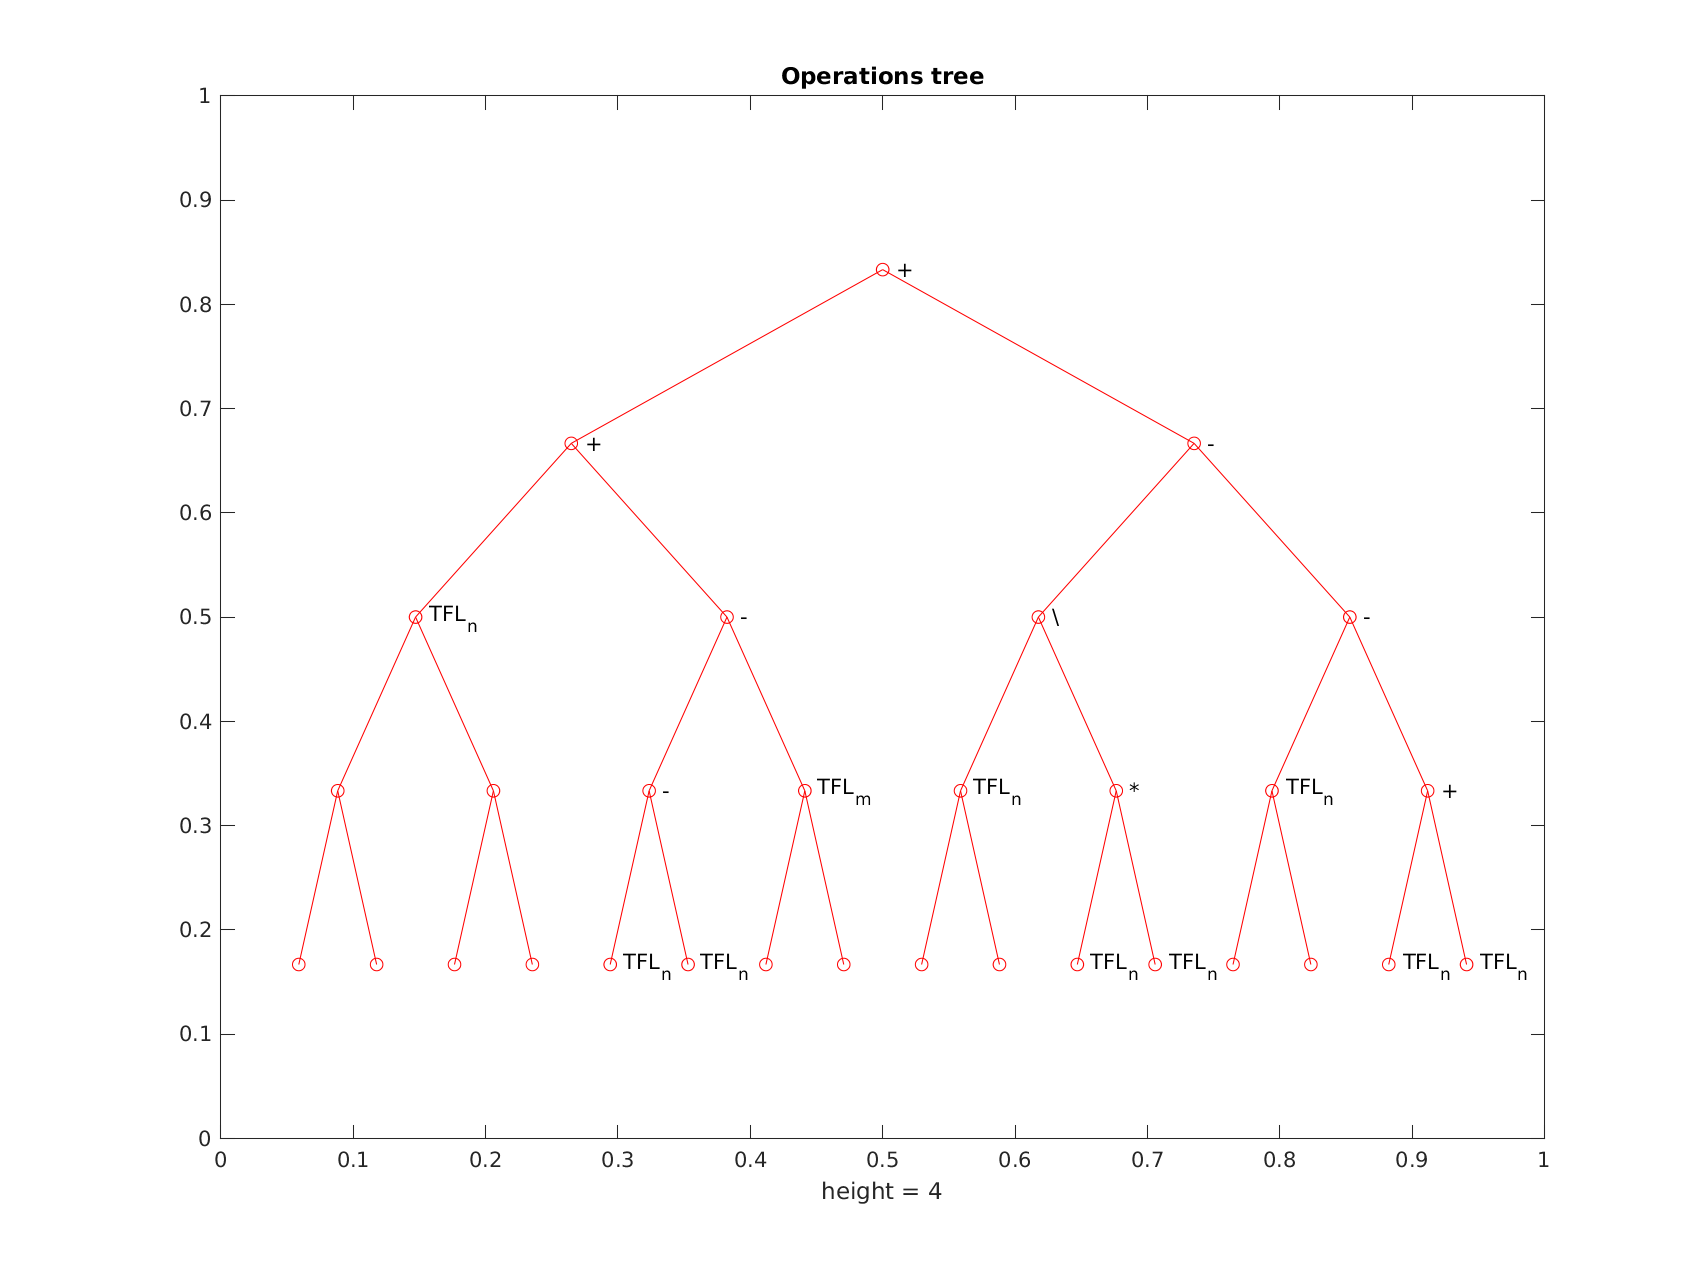 Operations tree
1
0.9
+
0.8
0.7
+ -
0.6
0.5 TFL_n - \ -
0.4
- TFL_m TFL_n * TFL_n +
0.3
0.2
TFL_n TFL_n TFL_n TFL_n TFL_n TFL_n
0.1
0
0 0.1 0.2 0.3 0.4 0.5 0.6 0.7 0.8 0.9 1
height = 4